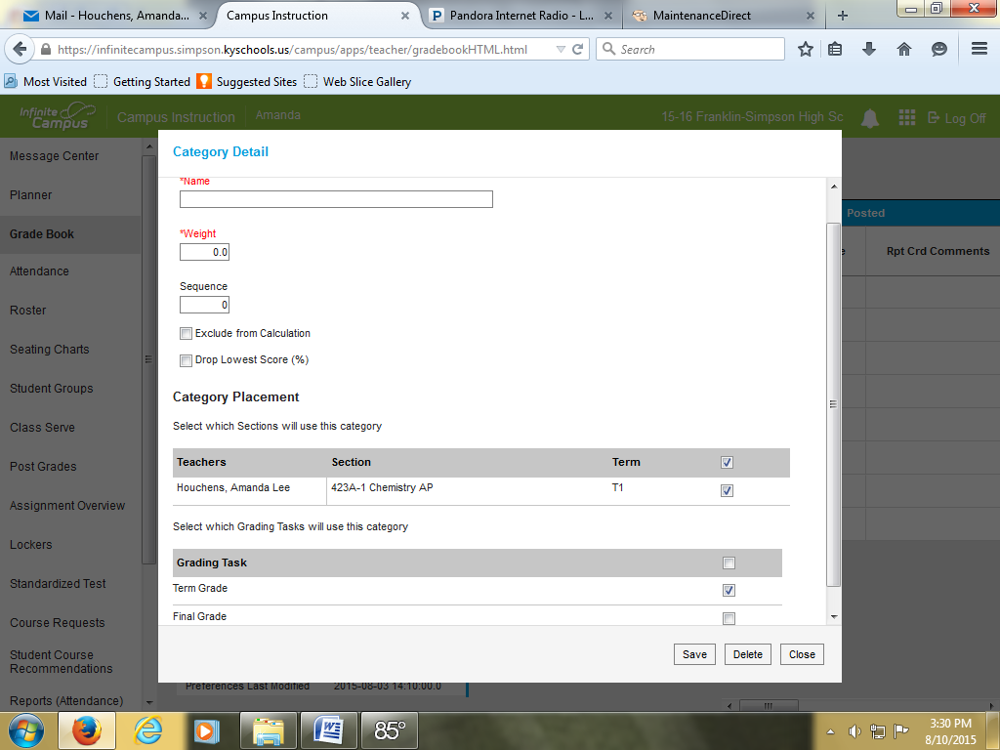 Mail - Houchens, Amanda... × Campus Instruction × Pandora Internet Radio - L... × MaintenanceDirect × +
https://infinitecampus.simpson.kyschools.us/campus/apps/teacher/gradebookHTML.html Search
Most Visited Getting Started Suggested Sites Web Slice Gallery
Infinite Campus Campus Instruction Amanda 15-16 Franklin-Simpson High Sc Log Off
Message Center
Planner
Grade Book
Attendance
Roster
Seating Charts
Student Groups
Class Serve
Post Grades
Assignment Overview
Lockers
Standardized Test
Course Requests
Student Course
Recommendations
Reports (Attendance)
Category Detail
*Name
*Weight
0.0
Sequence
0
Exclude from Calculation
Drop Lowest Score (%)
Category Placement
Select which Sections will use this category
Teachers Section Term
Houchens, Amanda Lee 423A-1 Chemistry AP T1
Select which Grading Tasks will use this category
Grading Task
Term Grade
Final Grade
Save Delete Close
Posted
Rpt Crd Comments
Preferences Last Modified 2015-08-03 14:10:00.0
85°
3:30 PM
8/10/2015